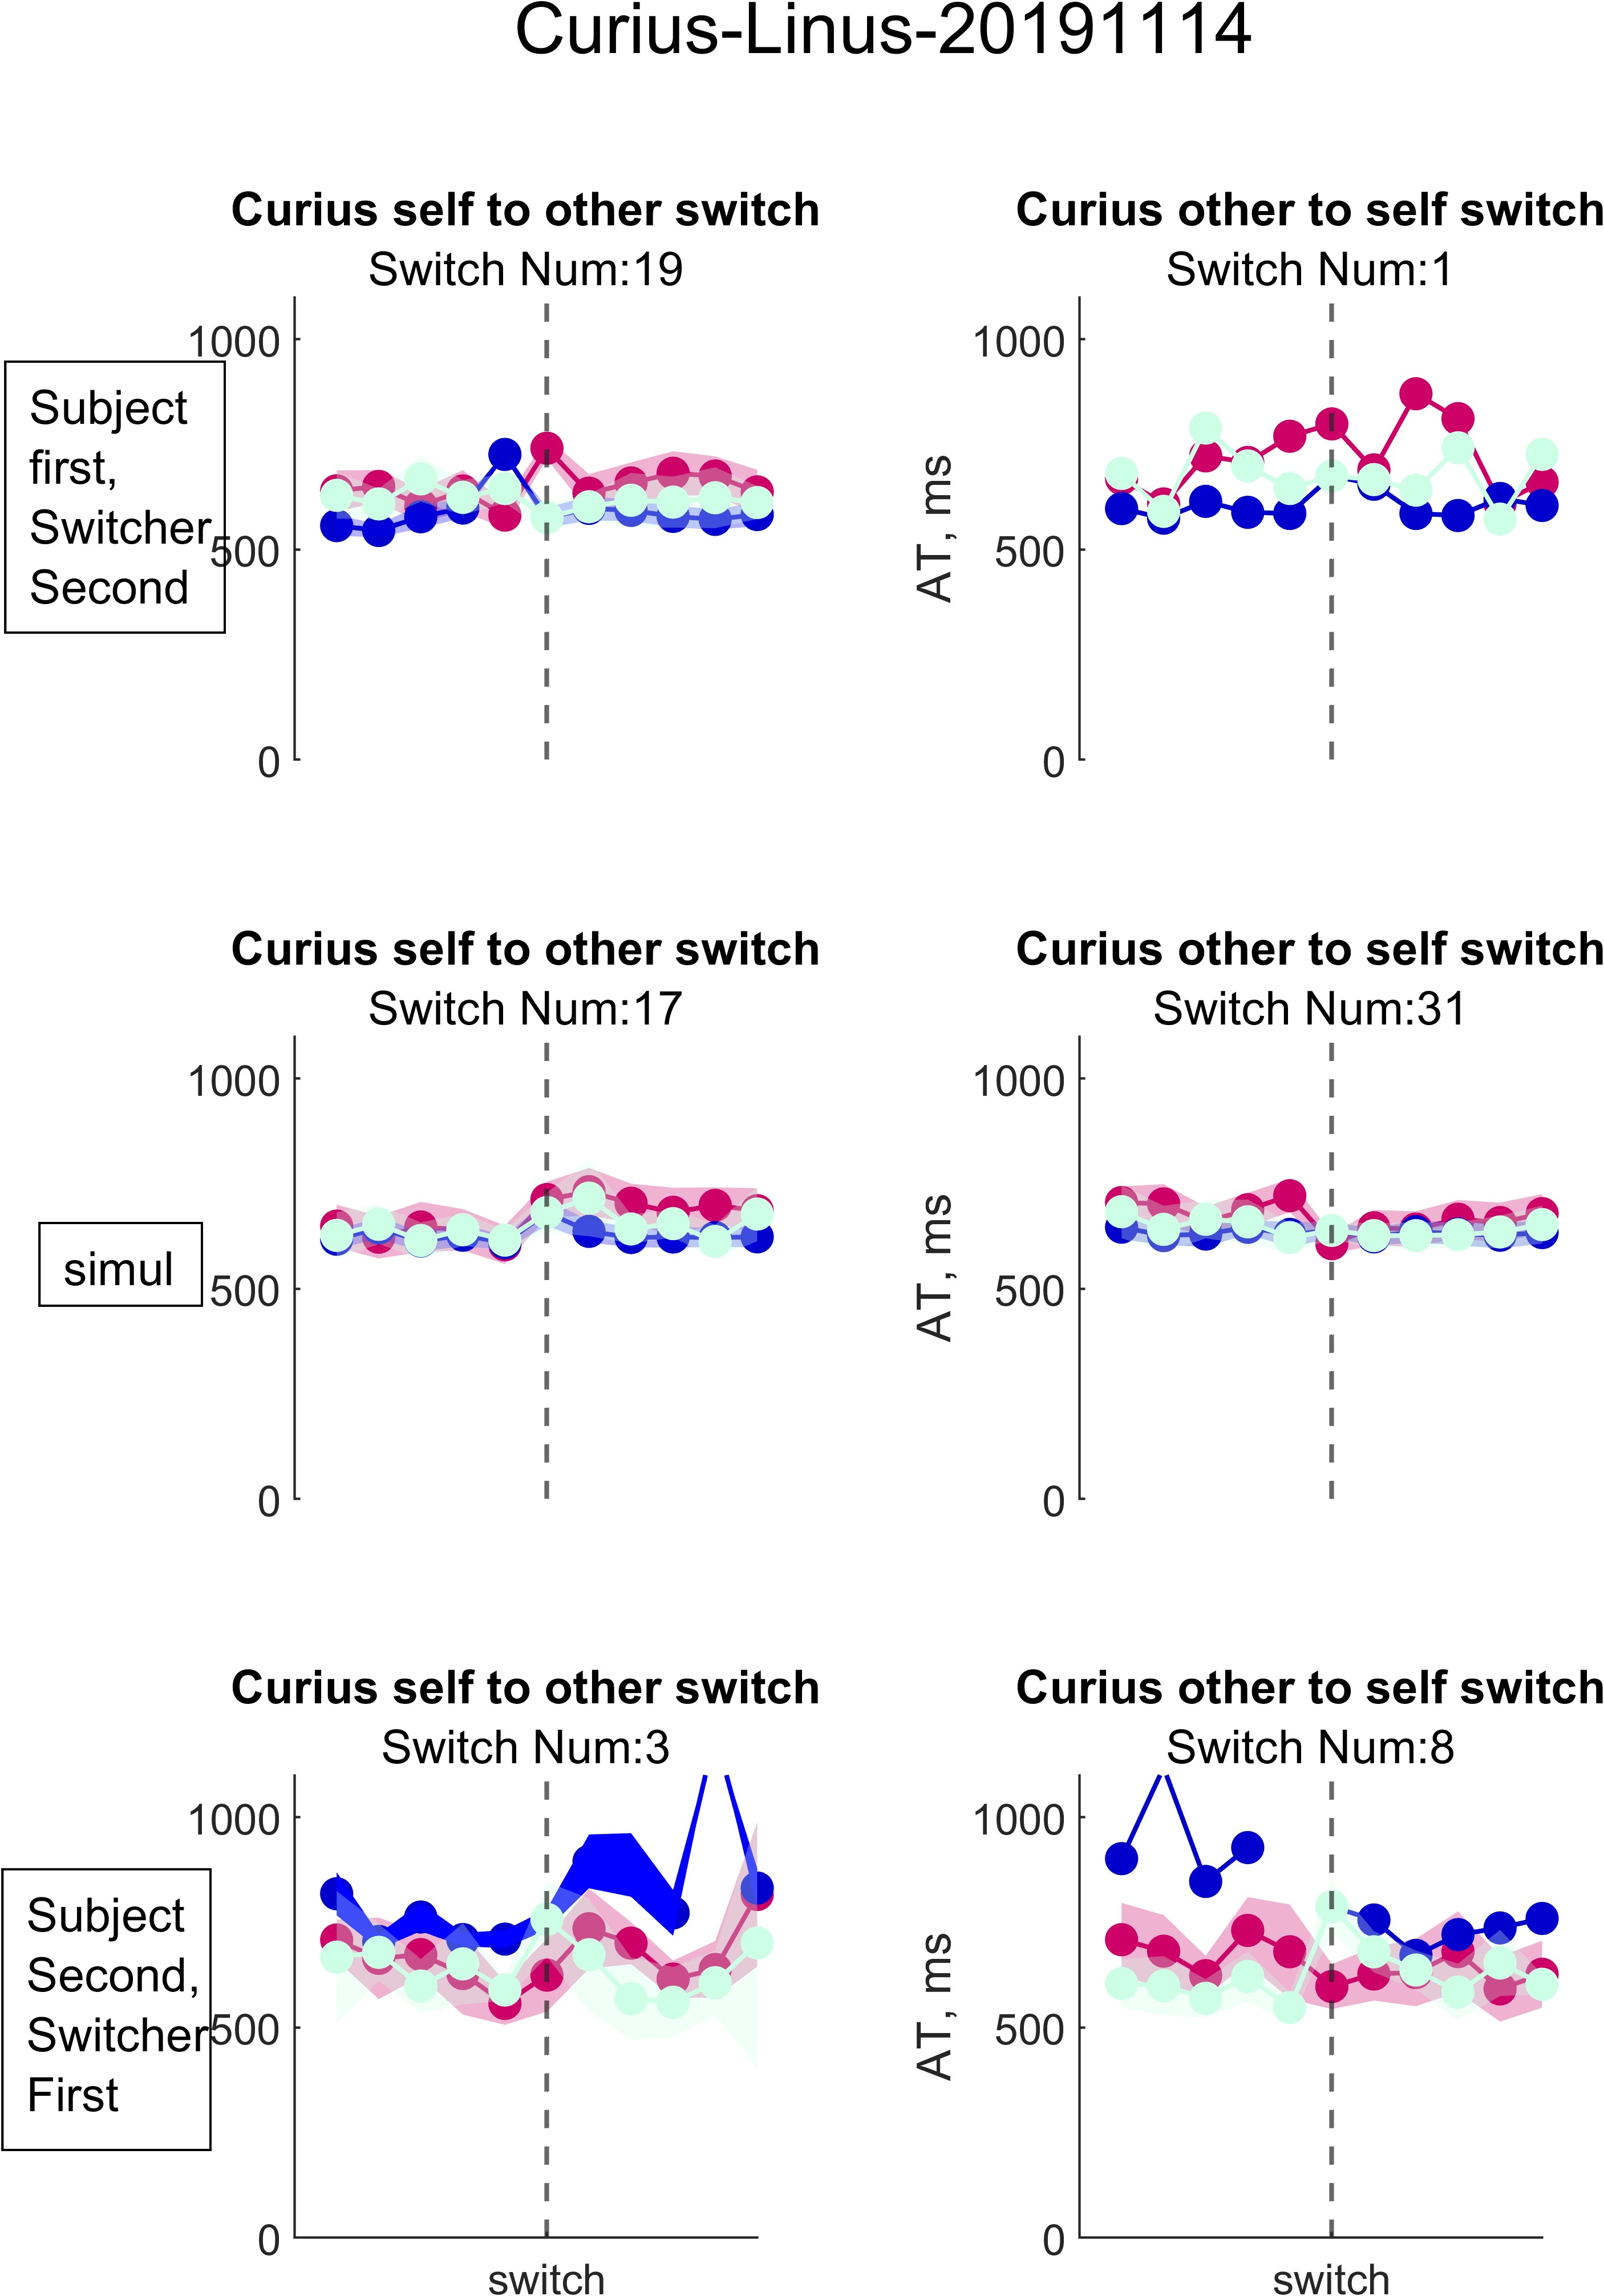 Curius-Linus-20191114
Curius self to other switch
Switch Num:19
1000
500
0
Subject
first,
Switcher
Second
Curius other to self switch
Switch Num:1
1000
500
0
AT, ms
Curius self to other switch
Switch Num:17
1000
500
0
simul
Curius other to self switch
Switch Num:31
1000
500
0
AT, ms
Curius self to other switch
Switch Num:3
1000
500
0
Subject
Second,
Switcher
First
switch
Curius other to self switch
Switch Num:8
1000
500
0
AT, ms
switch